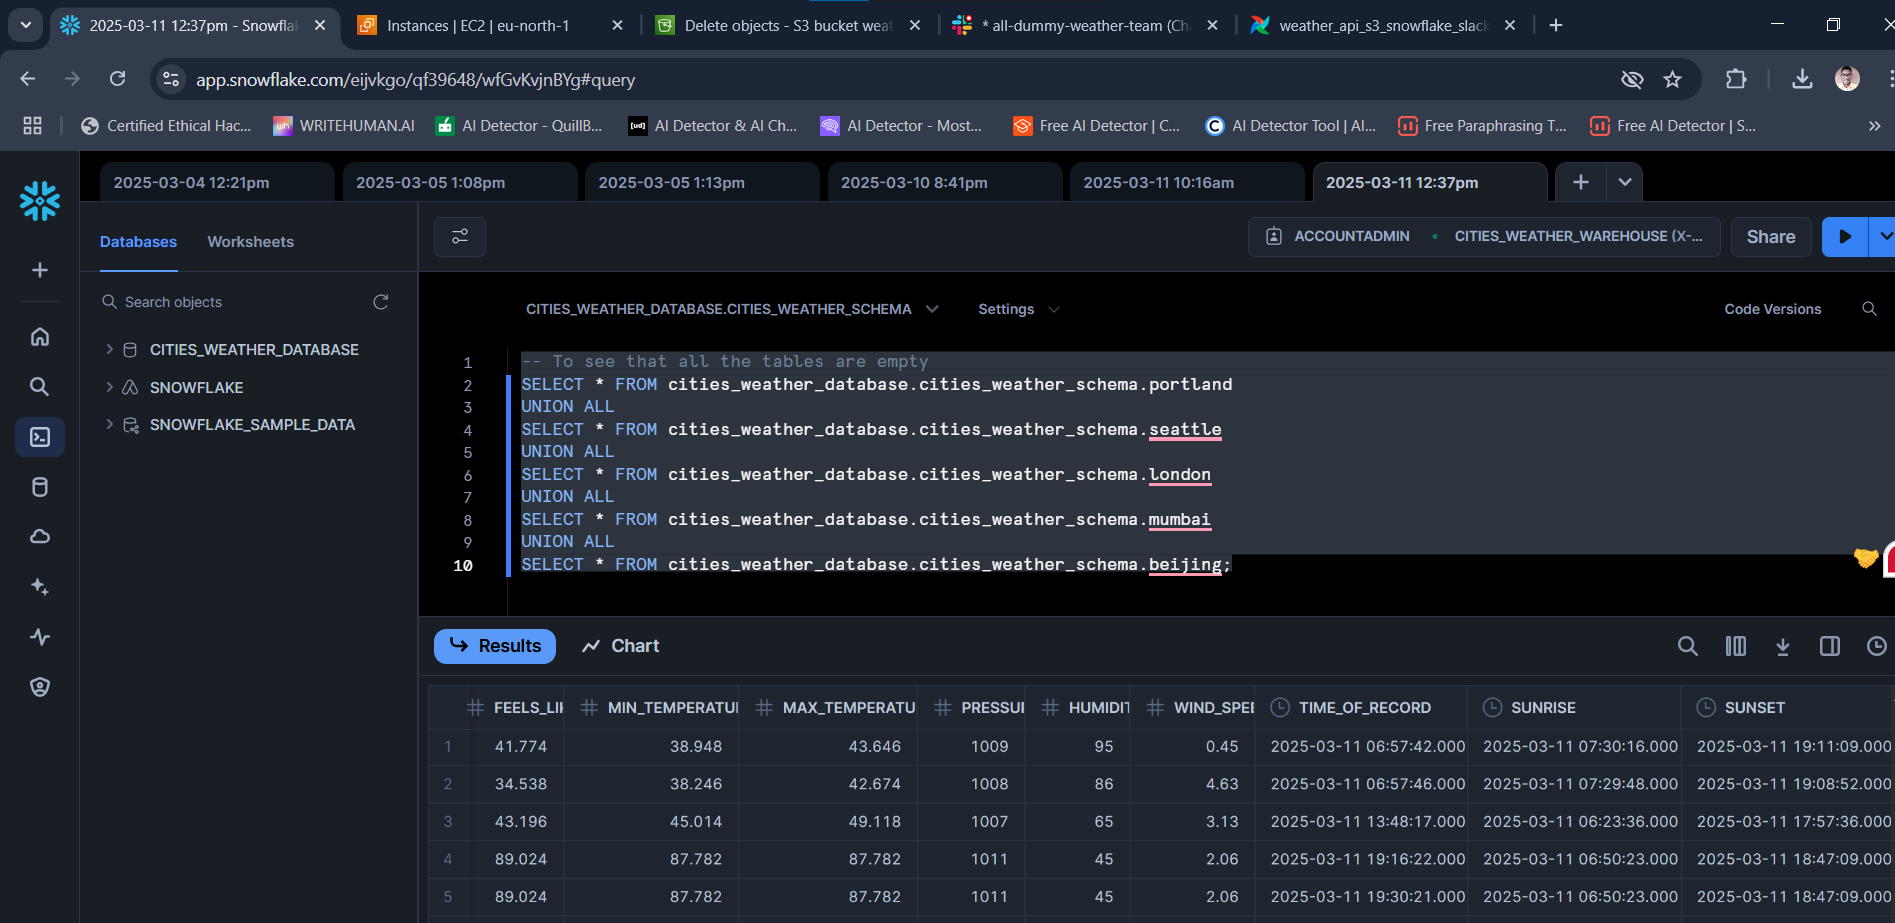 2025-03-11 12:37pm - Snowfla
Instances | EC2 | eu-north-1
Delete objects - S3 bucket weat
* all-dummy-weather-team (Cha
weather_api_s3_snowflake_slack
app.snowflake.com/eijvkgo/qf39648/wfGvKvjnBYg#query
Certified Ethical Hac...
wh WRITEHUMAN.AI
AI Detector - QuillB...
[ud] AI Detector & AI Ch...
AI Detector - Most...
Free AI Detector | C...
AI Detector Tool | AI...
Free Paraphrasing T...
Free AI Detector | S...
2025-03-04 12:21pm
2025-03-05 1:08pm
2025-03-05 1:13pm
2025-03-10 8:41pm
2025-03-11 10:16am
2025-03-11 12:37pm
Databases Worksheets
ACCOUNTADMIN CITIES_WEATHER_WAREHOUSE (X-...
Share
Search objects
CITIES_WEATHER_DATABASE
SNOWFLAKE
SNOWFLAKE_SAMPLE_DATA
CITIES_WEATHER_DATABASE.CITIES_WEATHER_SCHEMA Settings Code Versions
1 -- To see that all the tables are empty
2 SELECT * FROM cities_weather_database.cities_weather_schema.portland
3 UNION ALL
4 SELECT * FROM cities_weather_database.cities_weather_schema.seattle
5 UNION ALL
6 SELECT * FROM cities_weather_database.cities_weather_schema.london
7 UNION ALL
8 SELECT * FROM cities_weather_database.cities_weather_schema.mumbai
9 UNION ALL
10 SELECT * FROM cities_weather_database.cities_weather_schema.beijing;
Results Chart
FEELS_LI MIN_TEMPERATU MAX_TEMPERATU PRESSU HUMIDIT WIND_SPEE TIME_OF_RECORD SUNRISE SUNSET
1 41.774 38.948 43.646 1009 95 0.45 2025-03-11 06:57:42.000 2025-03-11 07:30:16.000 2025-03-11 19:11:09.000
2 34.538 38.246 42.674 1008 86 4.63 2025-03-11 06:57:46.000 2025-03-11 07:29:48.000 2025-03-11 19:08:52.000
3 43.196 45.014 49.118 1007 65 3.13 2025-03-11 13:48:17.000 2025-03-11 06:23:36.000 2025-03-11 17:57:36.000
4 89.024 87.782 87.782 1011 45 2.06 2025-03-11 19:16:22.000 2025-03-11 06:50:23.000 2025-03-11 18:47:09.000
5 89.024 87.782 87.782 1011 45 2.06 2025-03-11 19:30:21.000 2025-03-11 06:50:23.000 2025-03-11 18:47:09.000